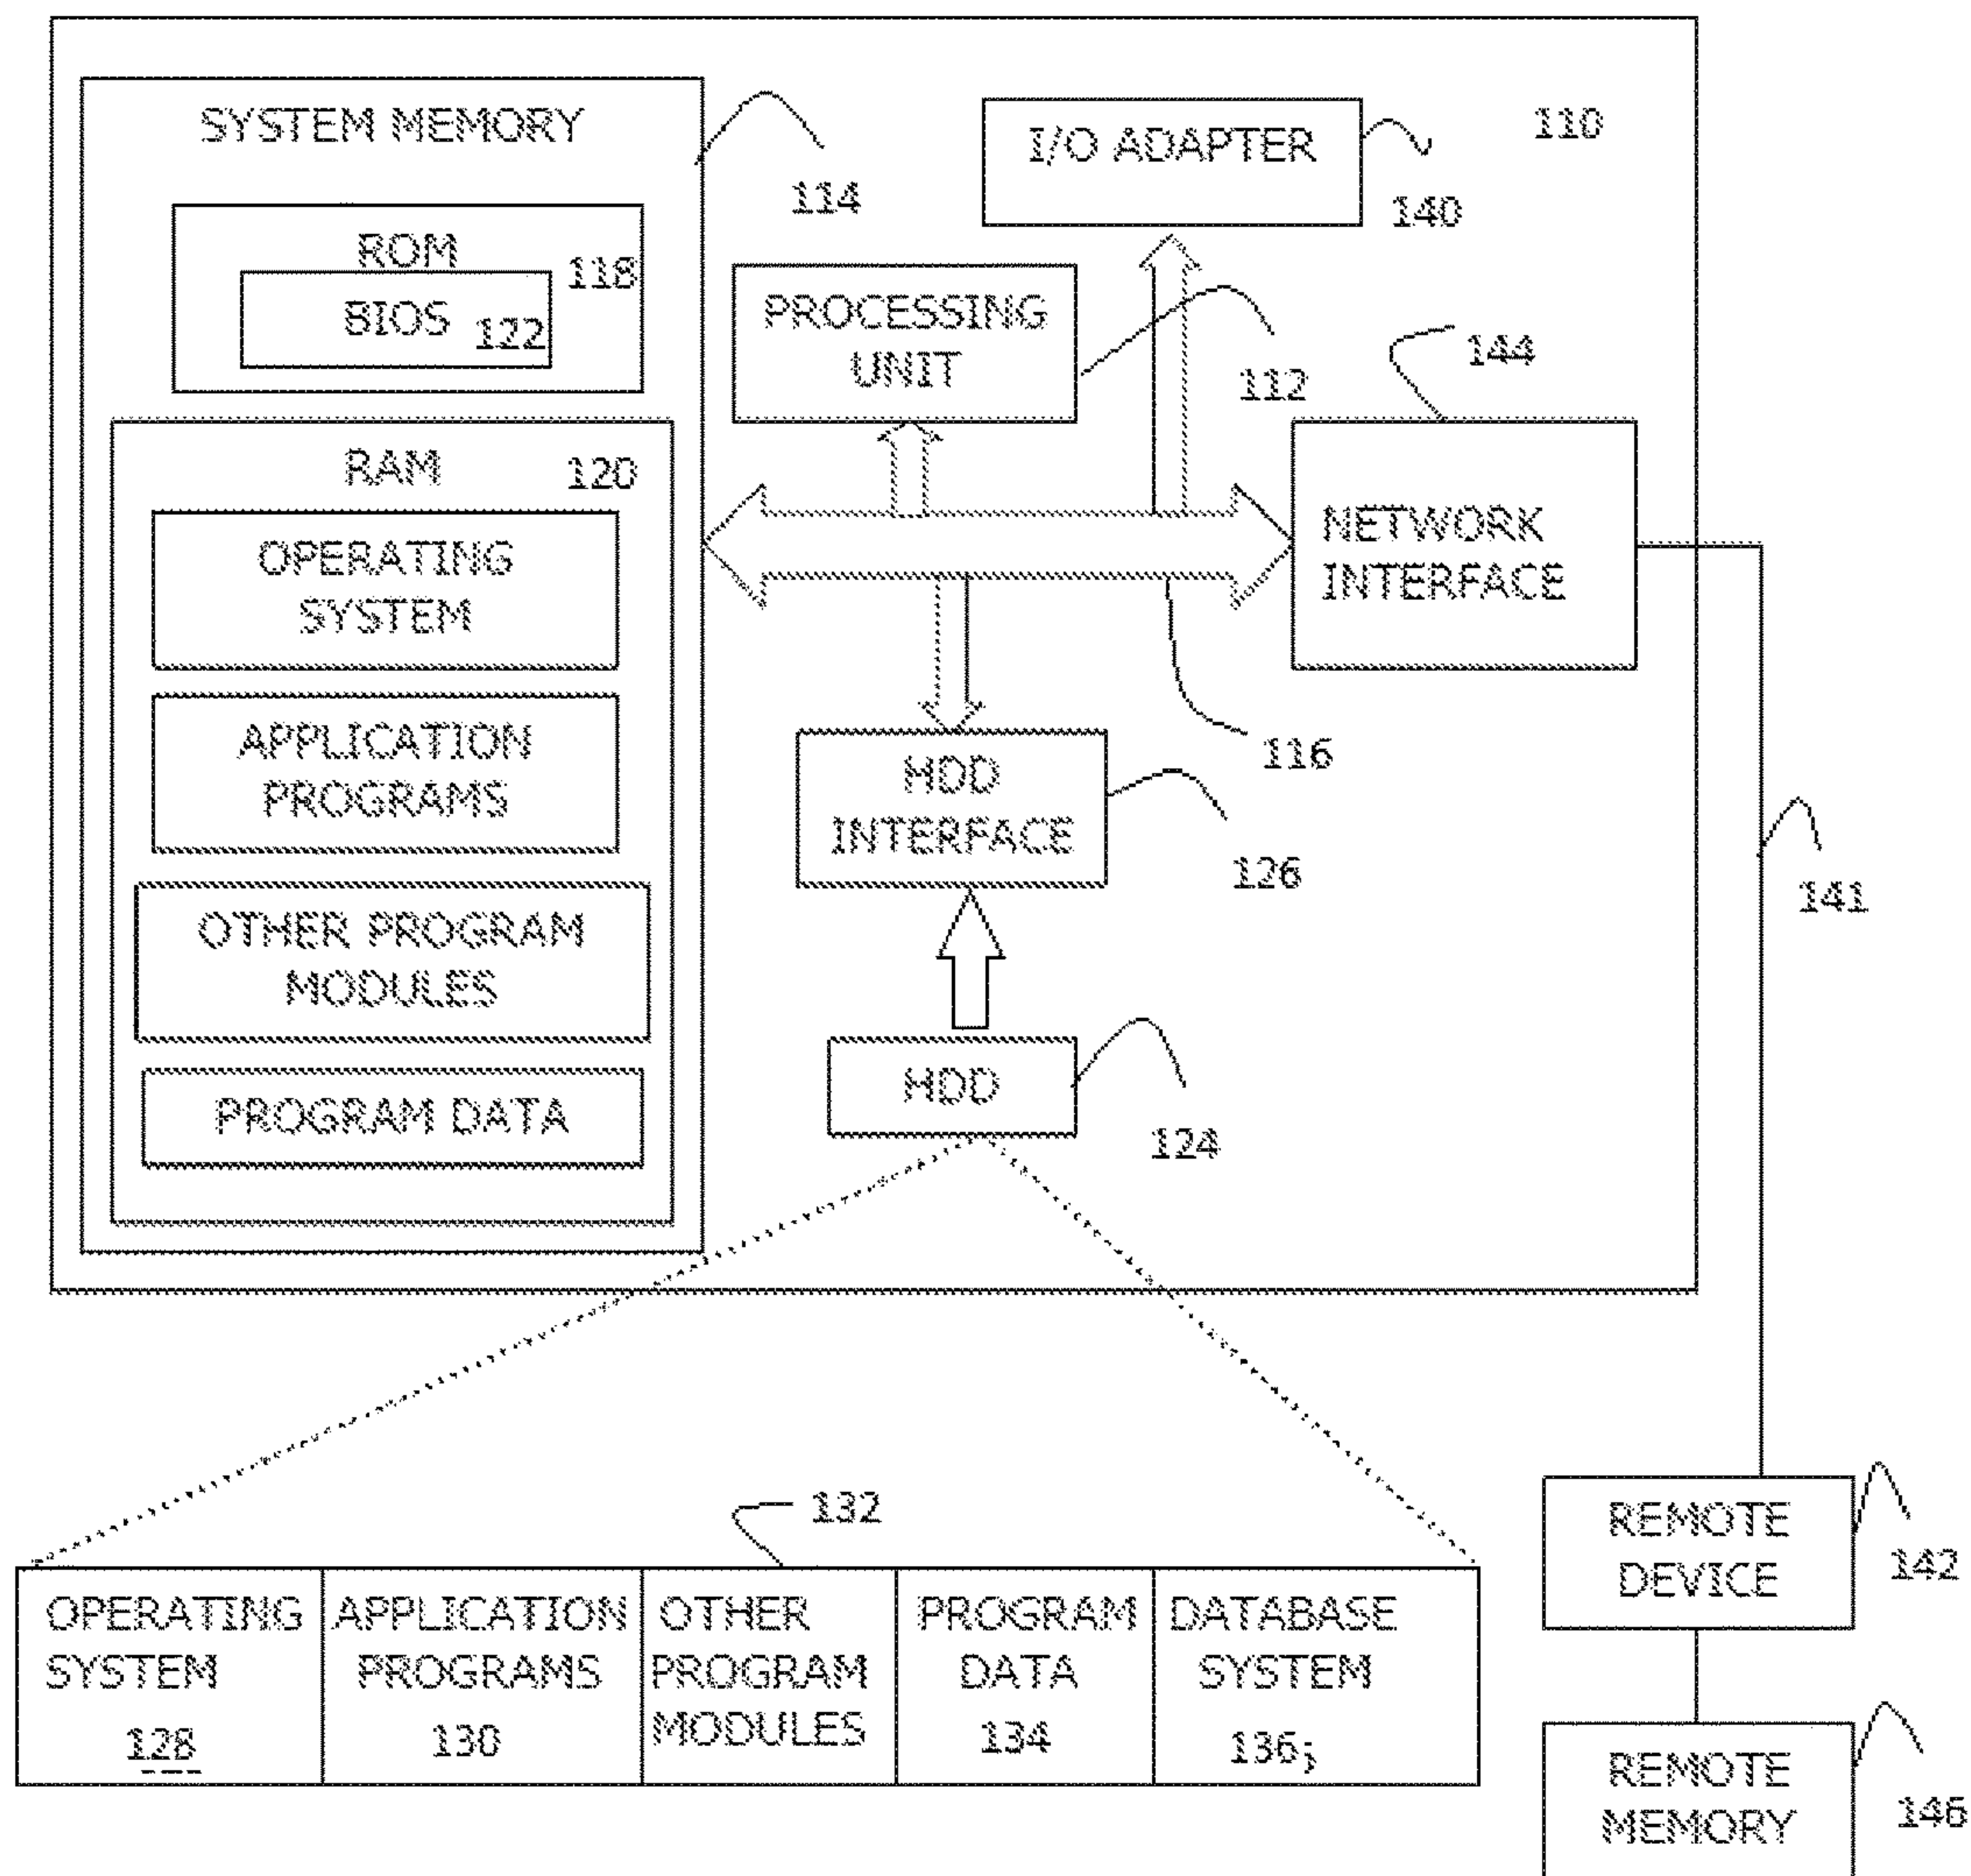 SYSTEM MEMORY
114
ROM
118
BIOS
122
RAM
120
OPERATING
SYSTEM
APPLICATION
PROGRAMS
OTHER PROGRAM
MODULES
PROGRAM DATA
I/O ADAPTER
140
110
PROCESSING
UNIT
112
144
NETWORK
INTERFACE
116
HDD
INTERFACE
126
141
HDD
124
132
OPERATING
SYSTEM
128
APPLICATION
PROGRAMS
130
OTHER
PROGRAM
MODULES
PROGRAM
DATA
134
DATABASE
SYSTEM
136;
REMOTE
DEVICE
142
REMOTE
MEMORY
146